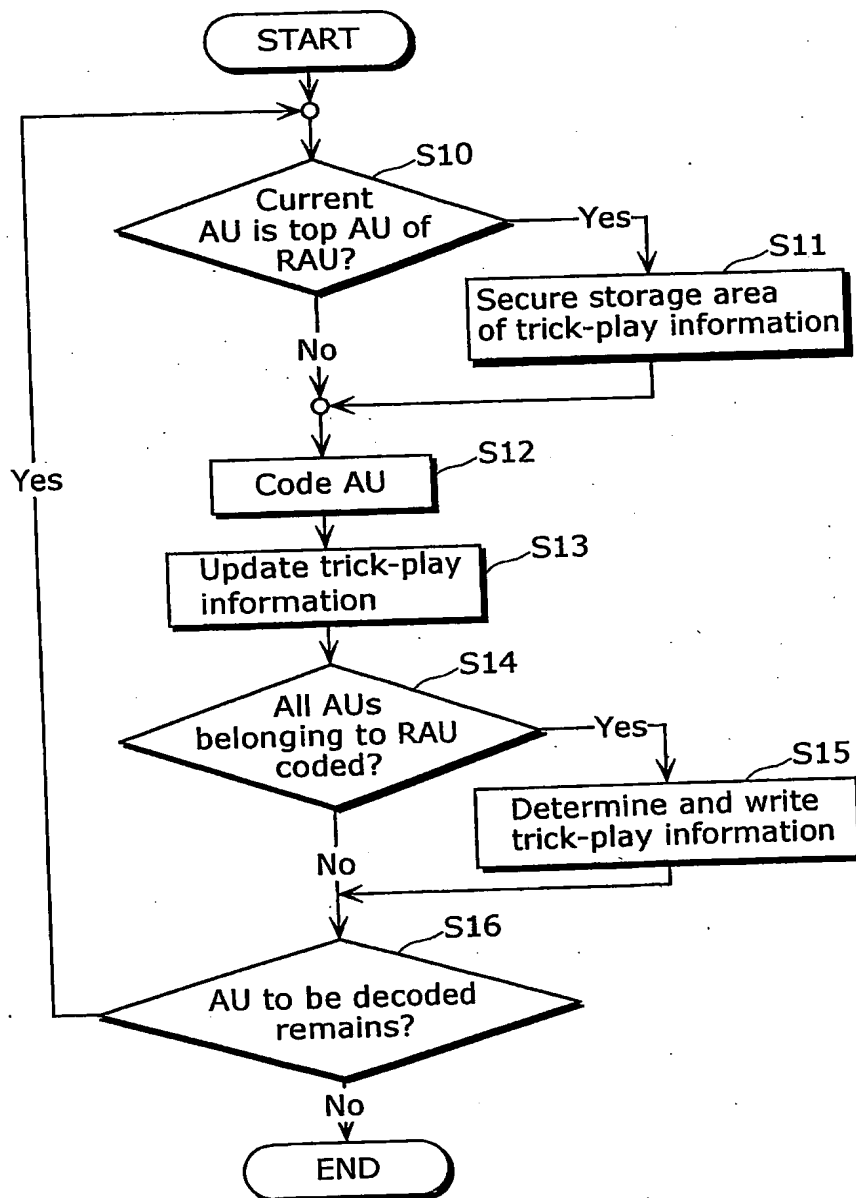 START
S10
Current
AU is top AU of
RAU?
Yes
S11
Secure storage area
of trick-play information
No
S12
Code AU
Yes
S13
Update trick-play
information
S14
All AUs
belonging to RAU
coded?
Yes
S15
Determine and write
trick-play information
No
S16
AU to be decoded
remains?
No
END